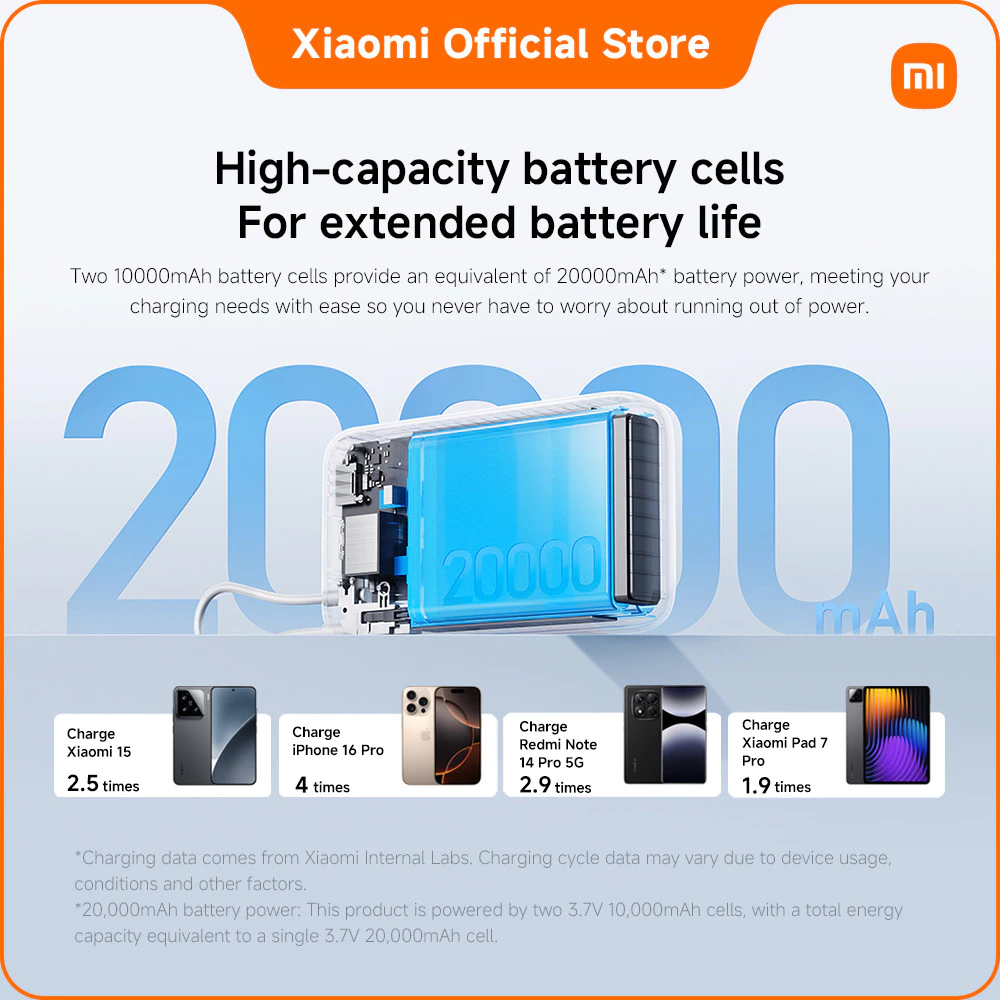 Xiaomi Official Store
mi
High-capacity battery cells
For extended battery life
Two 10000mAh battery cells provide an equivalent of 20000mAh* battery power, meeting your
charging needs with ease so you never have to worry about running out of power.
20000
mAh
20000
Charge
Xiaomi 15
2.5 times
Charge
iPhone 16 Pro
4 times
Charge
Redmi Note
14 Pro 5G
2.9 times
Charge
Xiaomi Pad 7
Pro
1.9 times
*Charging data comes from Xiaomi Internal Labs. Charging cycle data may vary due to device usage,
conditions and other factors.
*20,000mAh battery power: This product is powered by two 3.7V 10,000mAh cells, with a total energy
capacity equivalent to a single 3.7V 20,000mAh cell.